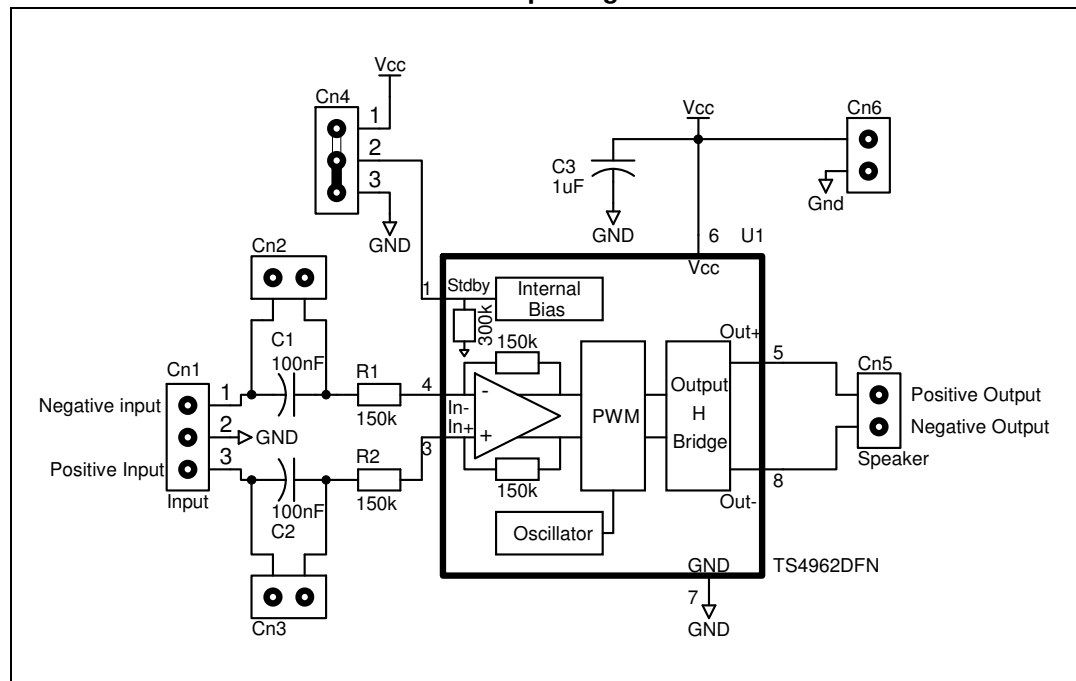 Vcc
Cn4
1
2
3
GND
Vcc
Cn6
C3
1uF
GND
Gnd
6
U1
Vcc
Cn2
1
Stdby
Internal
Bias
300k
Out+
C1
100nF
Cn1
1
Negative input
R1
150k
4
In-
-
150k
PWM
Output
H
Bridge
5
Cn5
Positive Output
Negative Output
Speaker
2
GND
3
Positive Input
Input
R2
150k
3
In+
+
150k
8
Out-
100nF
C2
Oscillator
Cn3
GND
TS4962DFN
7
GND